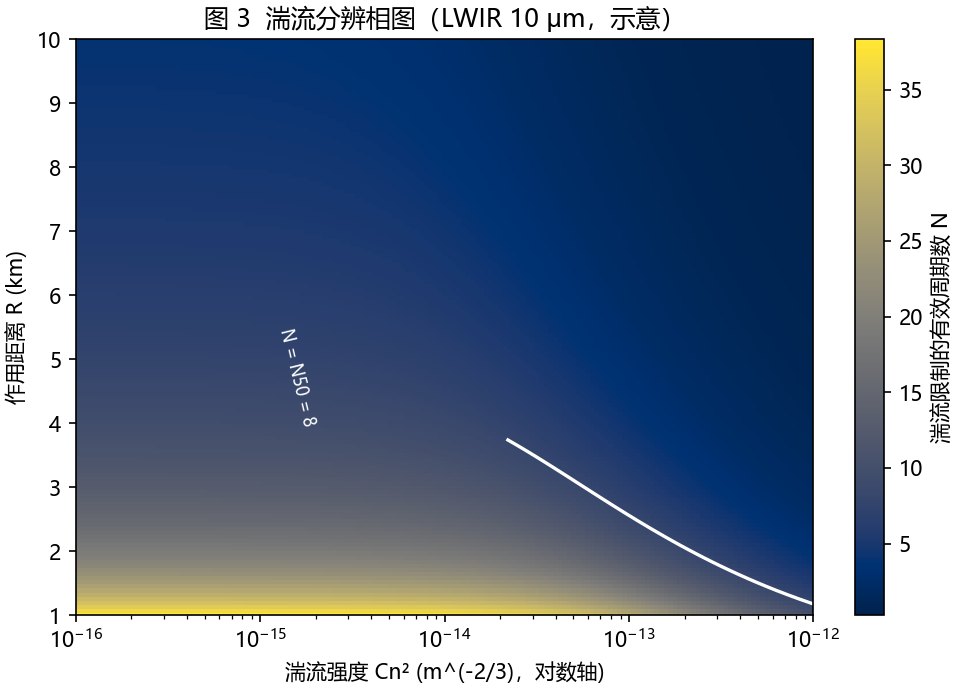 图 3 湍流分辨相图（LWIR 10 μm，示意）
10
9
8
7
6
5
4
3
2
1
作用距离 R (km)
N = N50 = 8
10⁻¹⁶ 10⁻¹⁵ 10⁻¹⁴ 10⁻¹³ 10⁻¹²
湍流强度 Cn² (m^(-2/3)，对数轴)
35
30
25
20
15
10
5
湍流限制的有效周期数 N